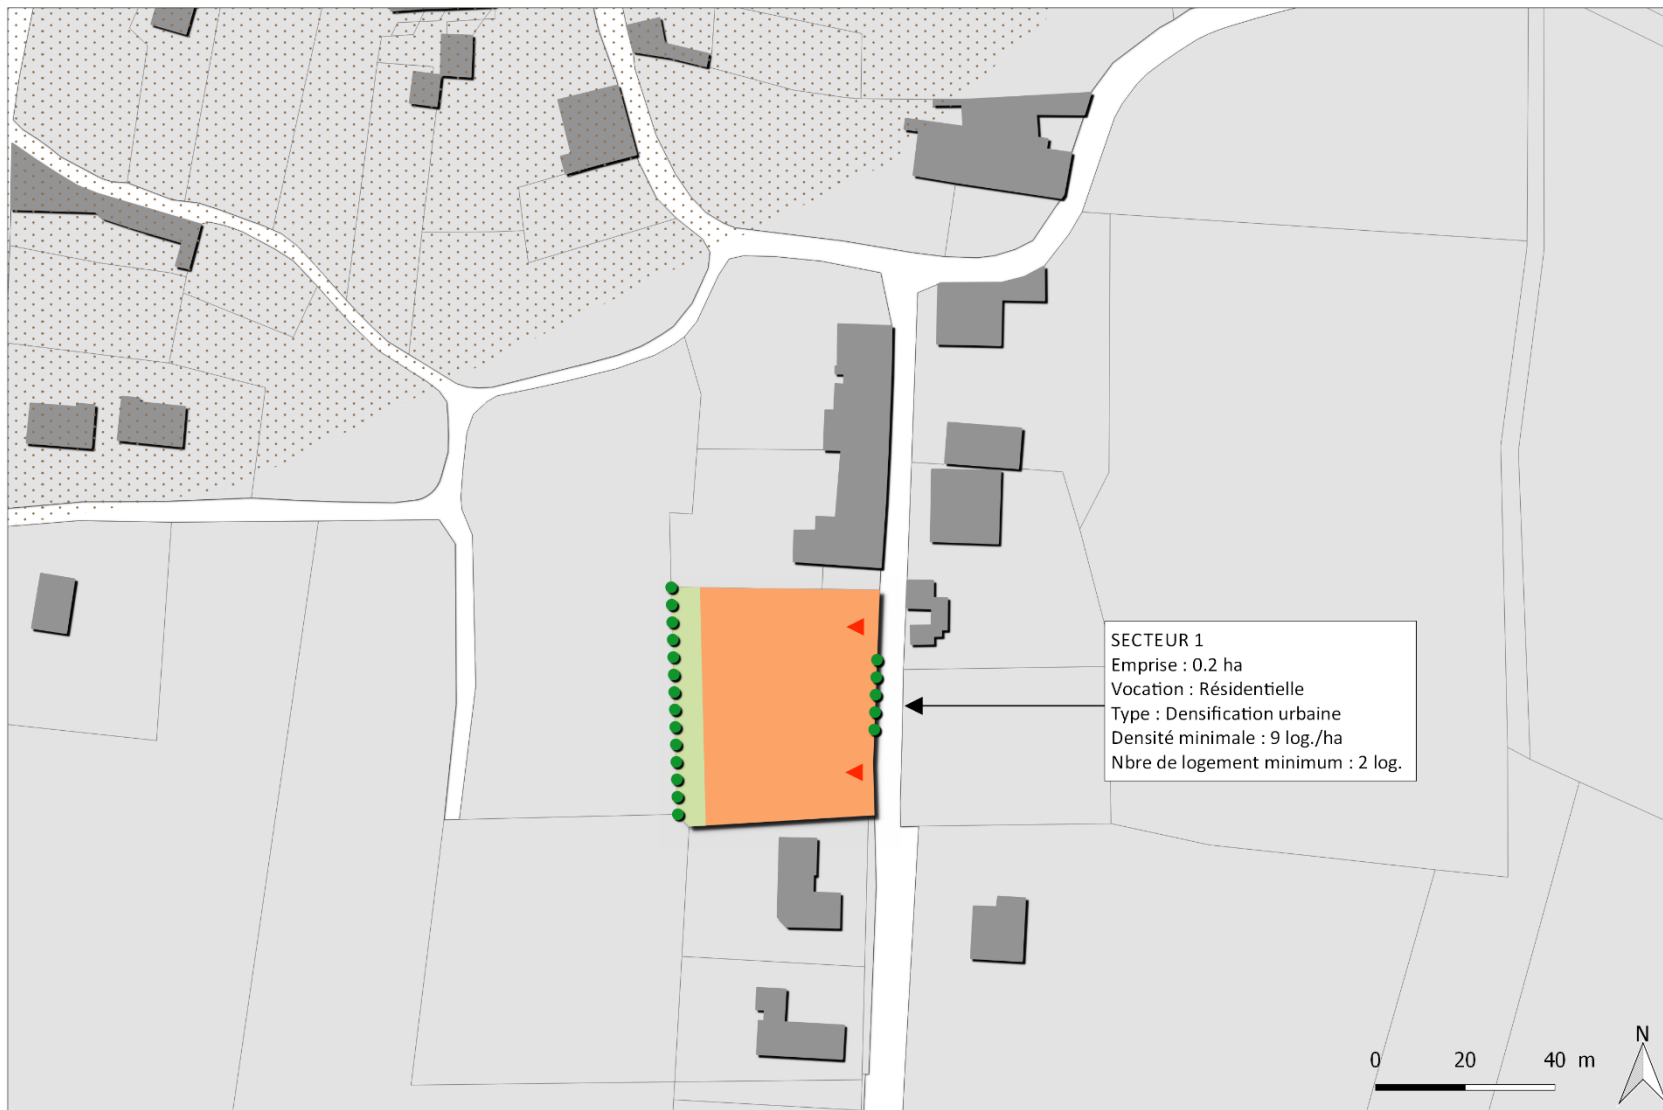 SECTEUR 1
Emprise : 0.2 ha
Vocation : Résidentielle
Type : Densification urbaine
Densité minimale : 9 log./ha
Nbre de logement minimum : 2 log.
N
0 20 40 m